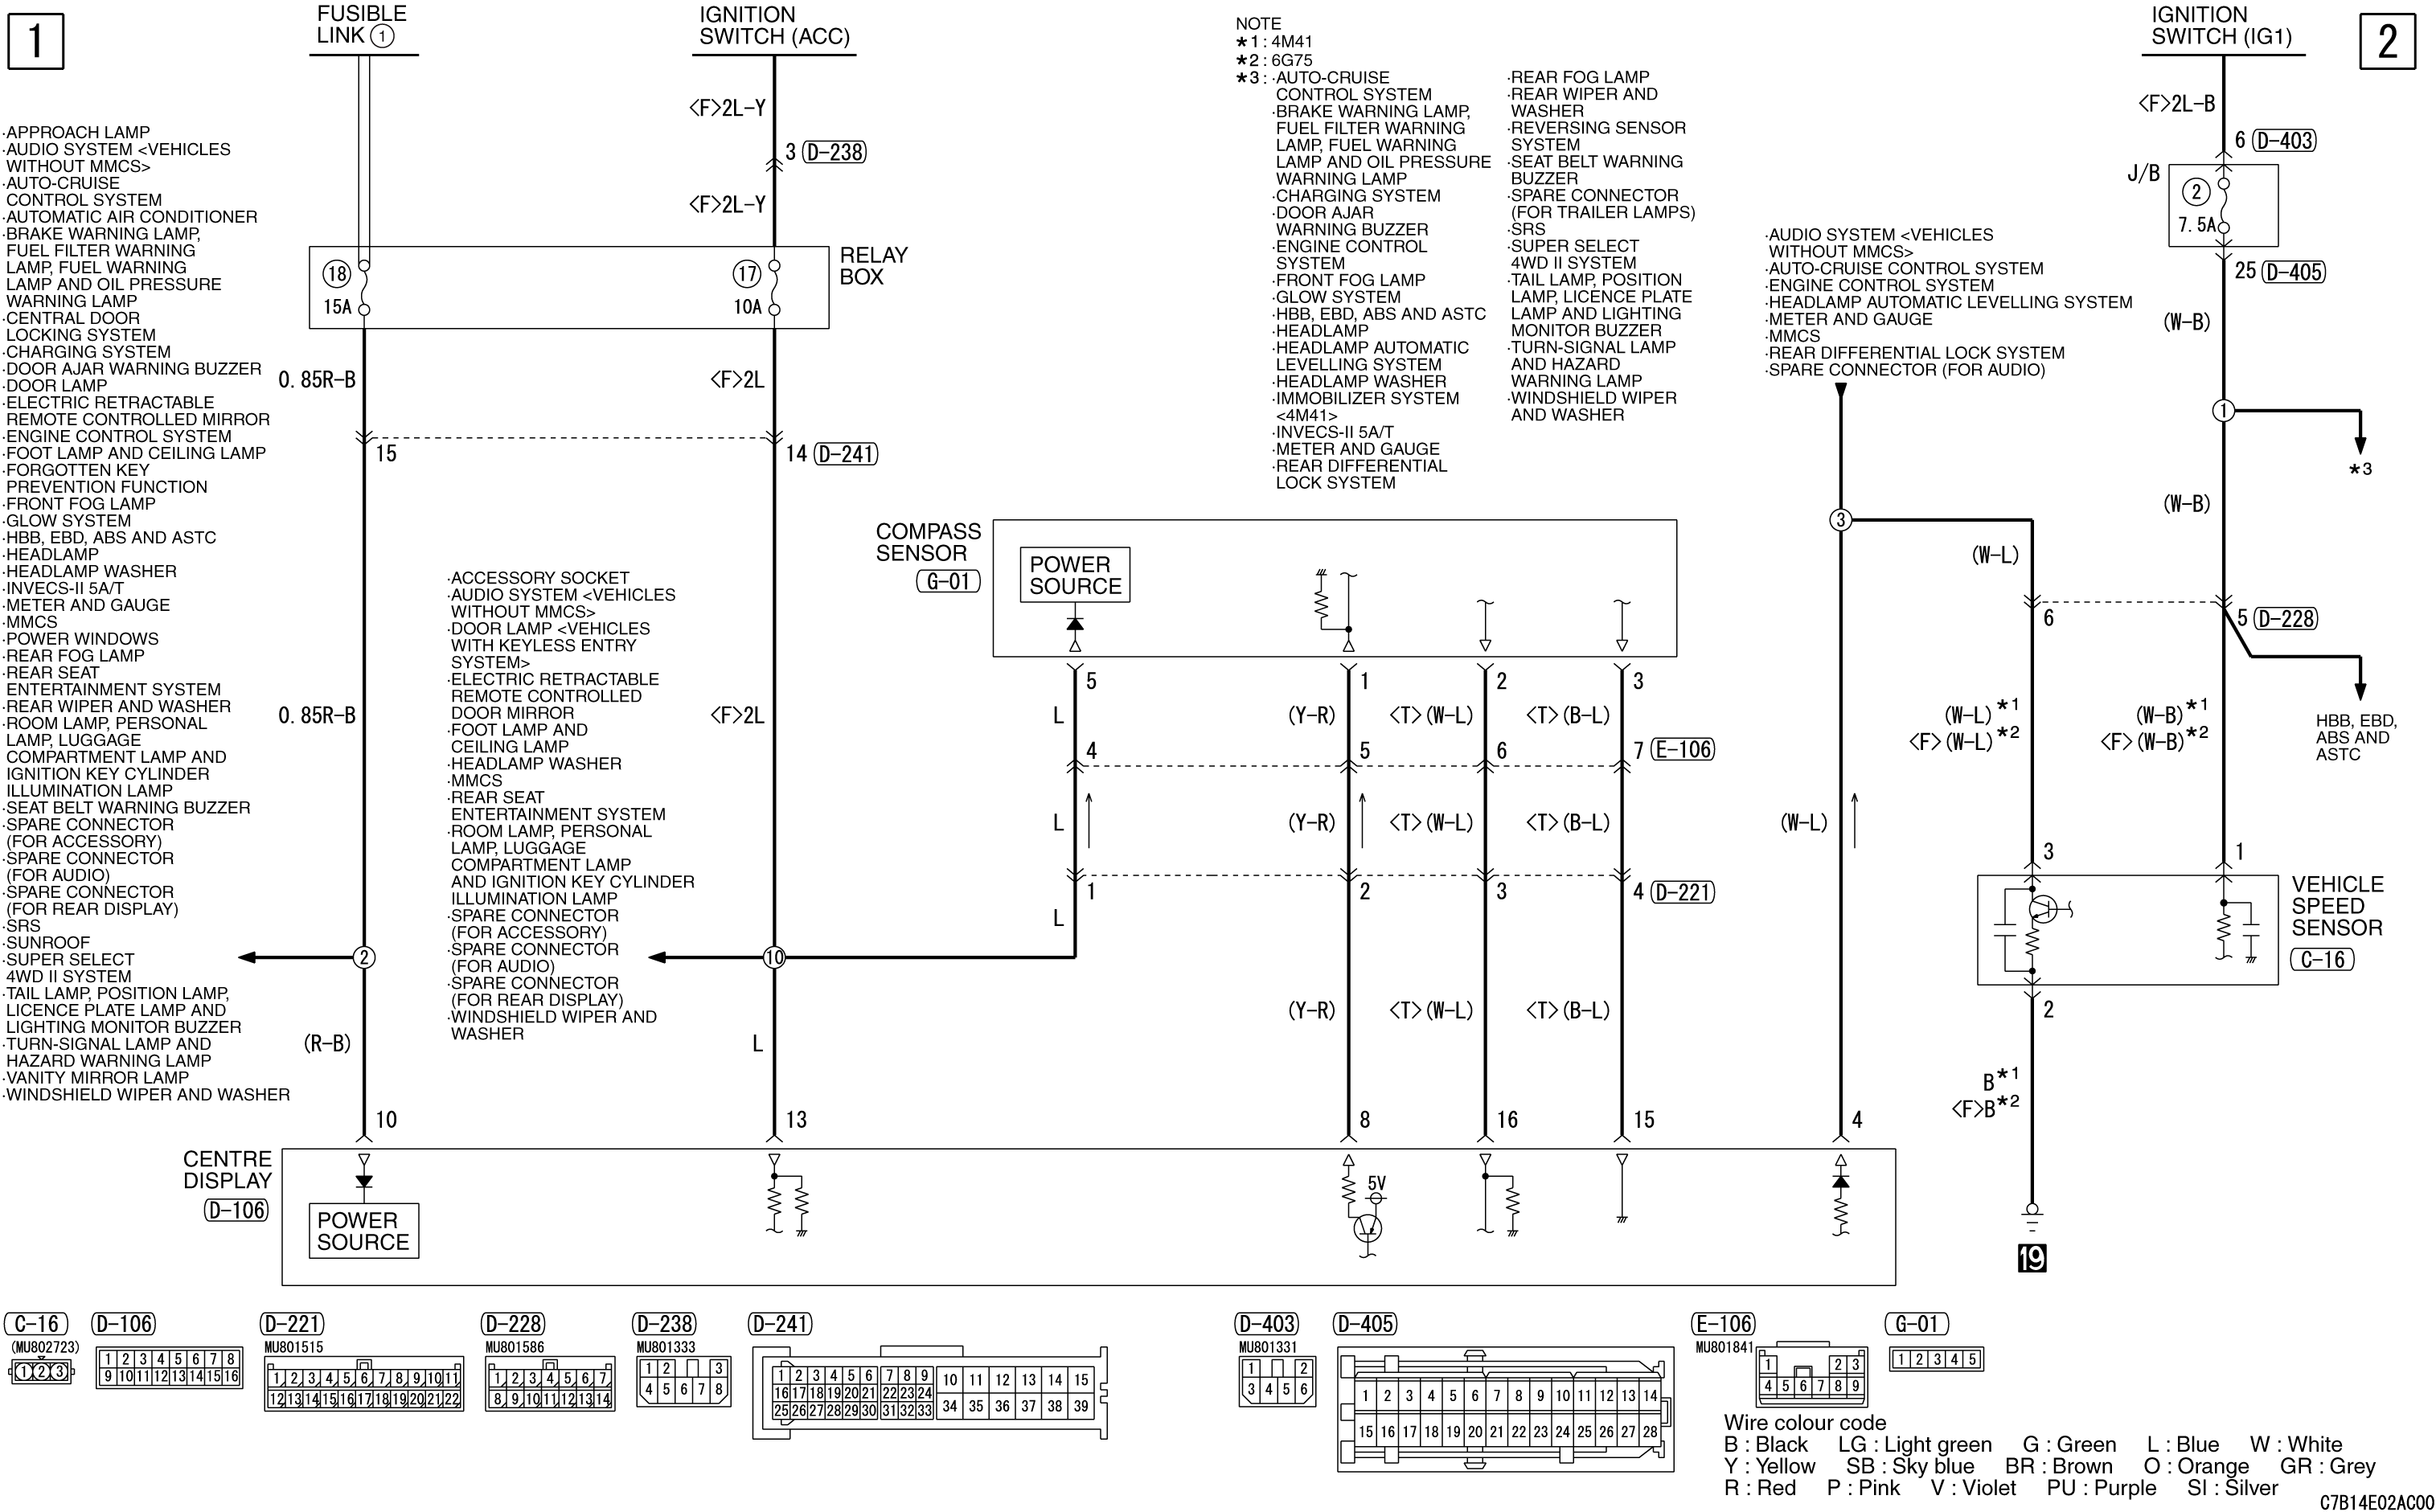 1
FUSIBLE
LINK 1
IGNITION
SWITCH (ACC)
<F>2L-Y
3 D-238
<F>2L-Y
18
15A
17
10A
RELAY
BOX
0.85R-B
<F>2L
15
14 D-241
·APPROACH LAMP
·AUDIO SYSTEM <VEHICLES
WITHOUT MMCS>
·AUTO-CRUISE
CONTROL SYSTEM
·AUTOMATIC AIR CONDITIONER
·BRAKE WARNING LAMP,
FUEL FILTER WARNING
LAMP, FUEL WARNING
LAMP AND OIL PRESSURE
WARNING LAMP
·CENTRAL DOOR
LOCKING SYSTEM
·CHARGING SYSTEM
·DOOR AJAR WARNING BUZZER
·DOOR LAMP
·ELECTRIC RETRACTABLE
REMOTE CONTROLLED MIRROR
·ENGINE CONTROL SYSTEM
·FOOT LAMP AND CEILING LAMP
·FORGOTTEN KEY
PREVENTION FUNCTION
·FRONT FOG LAMP
·GLOW SYSTEM
·HBB, EBD, ABS AND ASTC
·HEADLAMP
·HEADLAMP WASHER
·INVECS-II 5A/T
·METER AND GAUGE
·MMCS
·POWER WINDOWS
·REAR FOG LAMP
·REAR SEAT
ENTERTAINMENT SYSTEM
·REAR WIPER AND WASHER
·ROOM LAMP, PERSONAL
LAMP, LUGGAGE
COMPARTMENT LAMP AND
IGNITION KEY CYLINDER
ILLUMINATION LAMP
·SEAT BELT WARNING BUZZER
·SPARE CONNECTOR
(FOR ACCESSORY)
·SPARE CONNECTOR
(FOR AUDIO)
·SPARE CONNECTOR
(FOR REAR DISPLAY)
·SRS
·SUNROOF
·SUPER SELECT
4WD II SYSTEM
·TAIL LAMP, POSITION LAMP,
LICENCE PLATE LAMP AND
LIGHTING MONITOR BUZZER
·TURN-SIGNAL LAMP AND
HAZARD WARNING LAMP
·VANITY MIRROR LAMP
·WINDSHIELD WIPER AND WASHER
0.85R-B
<F>2L
2
(R-B)
10
·ACCESSORY SOCKET
·AUDIO SYSTEM <VEHICLES
WITHOUT MMCS>
·DOOR LAMP <VEHICLES
WITH KEYLESS ENTRY
SYSTEM>
·ELECTRIC RETRACTABLE
REMOTE CONTROLLED
DOOR MIRROR
·FOOT LAMP AND
CEILING LAMP
·HEADLAMP WASHER
·MMCS
·REAR SEAT
ENTERTAINMENT SYSTEM
·ROOM LAMP, PERSONAL
LAMP, LUGGAGE
COMPARTMENT LAMP
AND IGNITION KEY CYLINDER
ILLUMINATION LAMP
·SPARE CONNECTOR
(FOR ACCESSORY)
·SPARE CONNECTOR
(FOR AUDIO)
·SPARE CONNECTOR
(FOR REAR DISPLAY)
·WINDSHIELD WIPER AND
WASHER
10
L
13
NOTE
*1 : 4M41
*2 : 6G75
*3 : ·AUTO-CRUISE
CONTROL SYSTEM
·BRAKE WARNING LAMP,
FUEL FILTER WARNING
LAMP, FUEL WARNING
LAMP AND OIL PRESSURE
WARNING LAMP
·CHARGING SYSTEM
·DOOR AJAR
WARNING BUZZER
·ENGINE CONTROL
SYSTEM
·FRONT FOG LAMP
·GLOW SYSTEM
·HBB, EBD, ABS AND ASTC
·HEADLAMP
·HEADLAMP AUTOMATIC
LEVELLING SYSTEM
·HEADLAMP WASHER
·IMMOBILIZER SYSTEM
<4M41>
·INVECS-II 5A/T
·METER AND GAUGE
·REAR DIFFERENTIAL
LOCK SYSTEM
·REAR FOG LAMP
·REAR WIPER AND
WASHER
·REVERSING SENSOR
SYSTEM
·SEAT BELT WARNING
BUZZER
·SPARE CONNECTOR
(FOR TRAILER LAMPS)
·SRS
·SUPER SELECT
4WD II SYSTEM
·TAIL LAMP, POSITION
LAMP, LICENCE PLATE
LAMP AND LIGHTING
MONITOR BUZZER
·TURN-SIGNAL LAMP
AND HAZARD
WARNING LAMP
·WINDSHIELD WIPER
AND WASHER
COMPASS
SENSOR
G-01
POWER
SOURCE
5 1 2 3
L (Y-R) <T>(W-L) <T>(B-L)
4 5 6 7 E-106
L (Y-R) <T>(W-L) <T>(B-L)
1 2 3 4 D-221
L
(Y-R) <T>(W-L) <T>(B-L)
8 16 15
2
IGNITION
SWITCH (IG1)
<F>2L-B
6 D-403
J/B
2
7.5A
25 D-405
(W-B)
1
*3
(W-B)
·AUDIO SYSTEM <VEHICLES
WITHOUT MMCS>
·AUTO-CRUISE CONTROL SYSTEM
·ENGINE CONTROL SYSTEM
·HEADLAMP AUTOMATIC LEVELLING SYSTEM
·METER AND GAUGE
·MMCS
·REAR DIFFERENTIAL LOCK SYSTEM
·SPARE CONNECTOR (FOR AUDIO)
3
(W-L)
6
5 D-228
(W-L)*1
<F>(W-L)*2
(W-B)*1
<F>(W-B)*2
HBB, EBD,
ABS AND
ASTC
(W-L)
3
1
VEHICLE
SPEED
SENSOR
C-16
2
B*1
<F>B*2
4
19
CENTRE
DISPLAY
D-106
POWER
SOURCE
5V
C-16
(MU802723)
1 2 3
D-106
1 2 3 4 5 6 7 8
9 10 11 12 13 14 15 16
D-221
MU801515
1 2 3 4 5 6 7 8 9 10 11
12 13 14 15 16 17 18 19 20 21 22
D-228
MU801586
1 2 3 4 5 6 7
8 9 10 11 12 13 14
D-238
MU801333
1 2 3
4 5 6 7 8
D-241
1 2 3 4 5 6 7 8 9 10 11 12 13 14 15
16 17 18 19 20 21 22 23 24
25 26 27 28 29 30 31 32 33 34 35 36 37 38 39
D-403
MU801331
1 2
3 4 5 6
D-405
1 2 3 4 5 6 7 8 9 10 11 12 13 14
15 16 17 18 19 20 21 22 23 24 25 26 27 28
E-106
MU801841
1 2 3
4 5 6 7 8 9
G-01
1 2 3 4 5
Wire colour code
B : Black LG : Light green G : Green L : Blue W : White
Y : Yellow SB : Sky blue BR : Brown O : Orange GR : Grey
R : Red P : Pink V : Violet PU : Purple SI : Silver
C7B14E02AC00